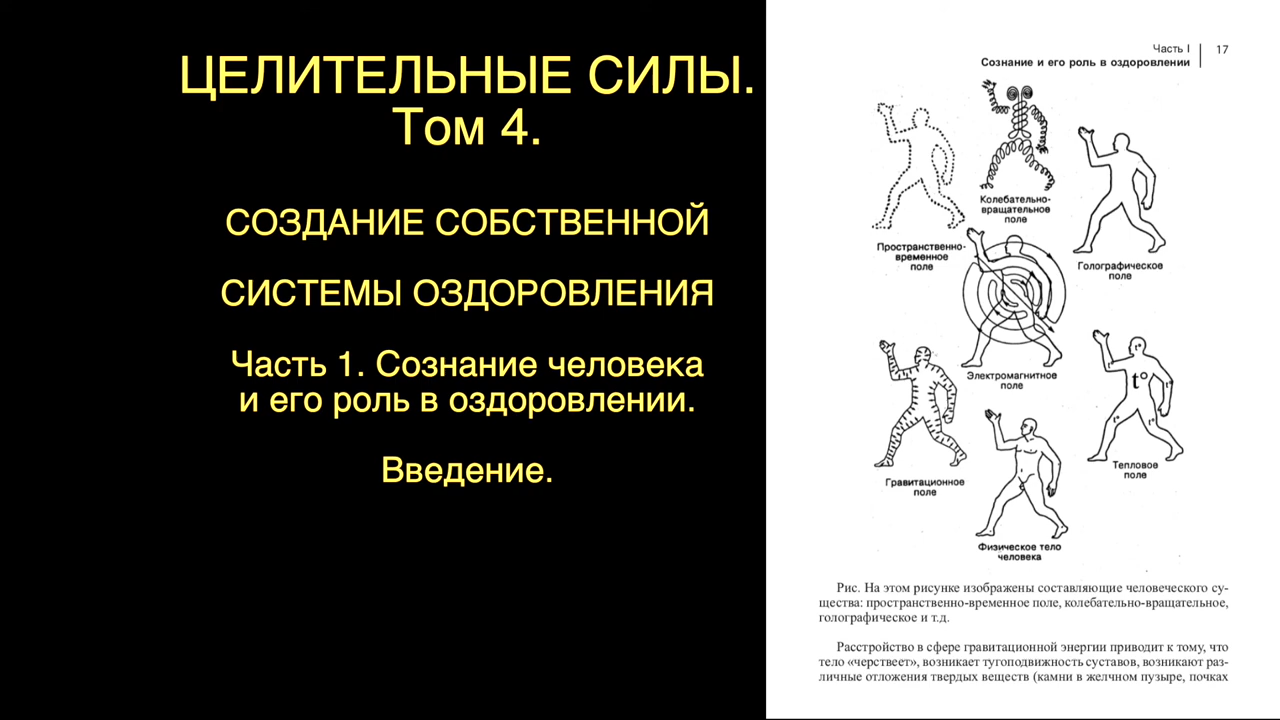 ЦЕЛИТЕЛЬНЫЕ СИЛЫ.
Том 4.
СОЗДАНИЕ СОБСТВЕННОЙ
СИСТЕМЫ ОЗДОРОВЛЕНИЯ
Часть 1. Сознание человека
и его роль в оздоровлении.
Введение.
Часть I | 17
Сознание и его роль в оздоровлении
Колебательно-
вращательное
поле
Пространственно-
временное
поле
Голографическое
поле
Электромагнитное
поле
t°
Гравитационное
поле
Тепловое
поле
Физическое тело
человека
Рис. На этом рисунке изображены составляющие человеческого су-
щества: пространственно-временное поле, колебательно-вращательное,
голографическое и т.д.
Расстройство в сфере гравитационной энергии приводит к тому, что
тело «черствеет», возникает тугоподвижность суставов, возникают раз-
личные отложения твердых веществ (камни в желчном пузыре, почках